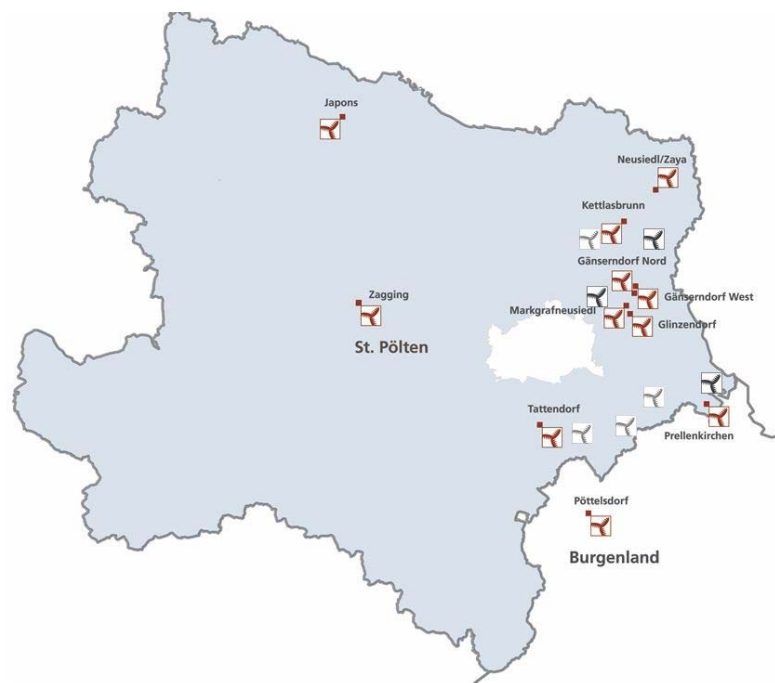 Japons
Neusiedl/Zaya
Kettlasbrunn
Gänserndorf Nord
Zagging
Gänserndorf West
Markgrafneusiedl
Glinzendorf
St. Pölten
Tattendorf
Prellenkirchen
Pöttelsdorf
Burgenland